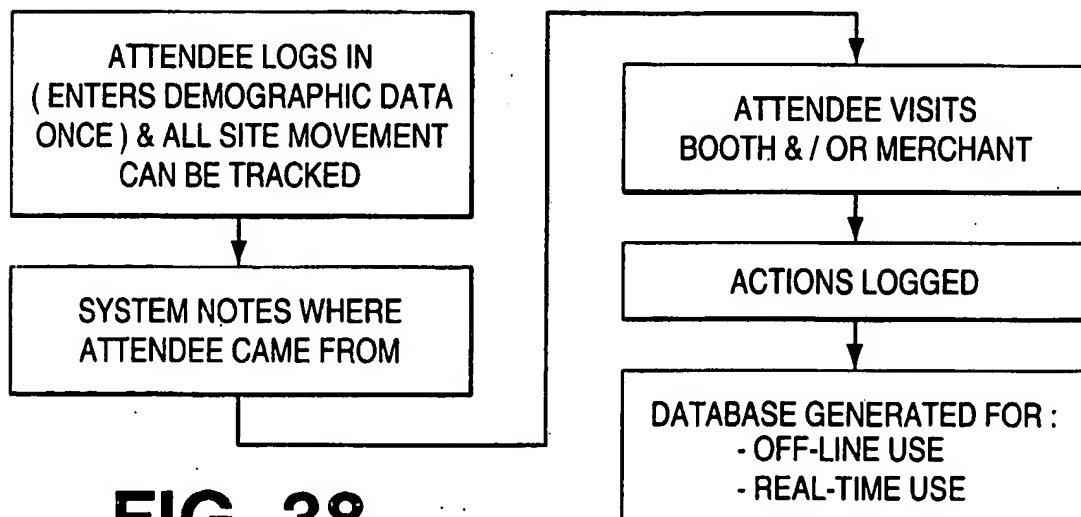 ATTENDEE LOGS IN
( ENTERS DEMOGRAPHIC DATA
ONCE ) & ALL SITE MOVEMENT
CAN BE TRACKED
SYSTEM NOTES WHERE
ATTENDEE CAME FROM
ATTENDEE VISITS
BOOTH & / OR MERCHANT
ACTIONS LOGGED
DATABASE GENERATED FOR :
- OFF-LINE USE
- REAL-TIME USE
FIG. 38